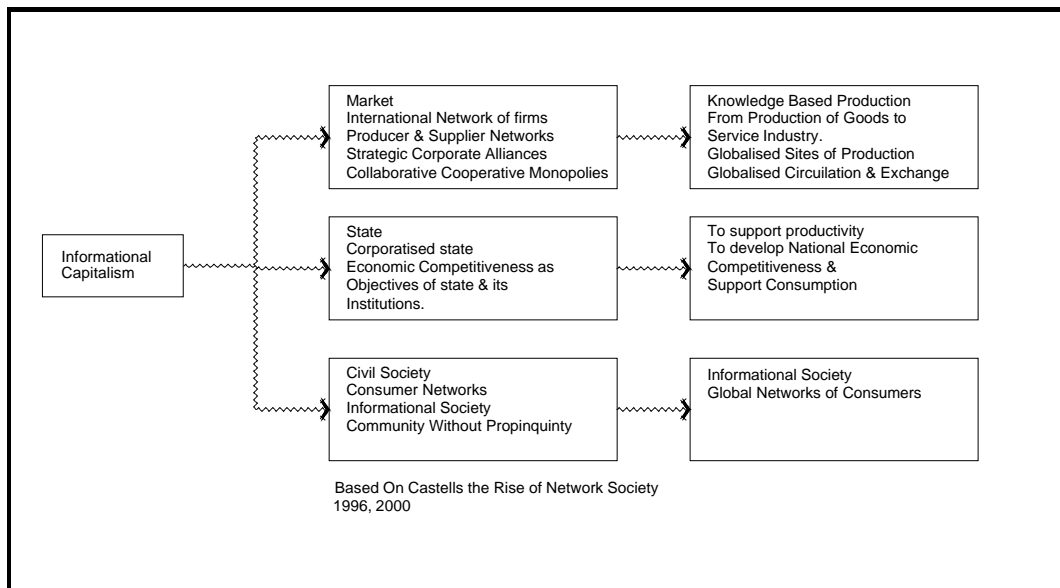 Informational
Capitalism
Market
International Network of firms
Producer & Supplier Networks
Strategic Corporate Alliances
Collaborative Cooperative Monopolies
Knowledge Based Production
From Production of Goods to
Service Industry.
Globalised Sites of Production
Globalised Circuilation & Exchange
State
Corporatised state
Economic Competitiveness as
Objectives of state & its
Institutions.
To support productivity
To develop National Economic
Competitiveness &
Support Consumption
Civil Society
Consumer Networks
Informational Society
Community Without Propinquinty
Informational Society
Global Networks of Consumers
Based On Castells the Rise of Network Society
1996, 2000